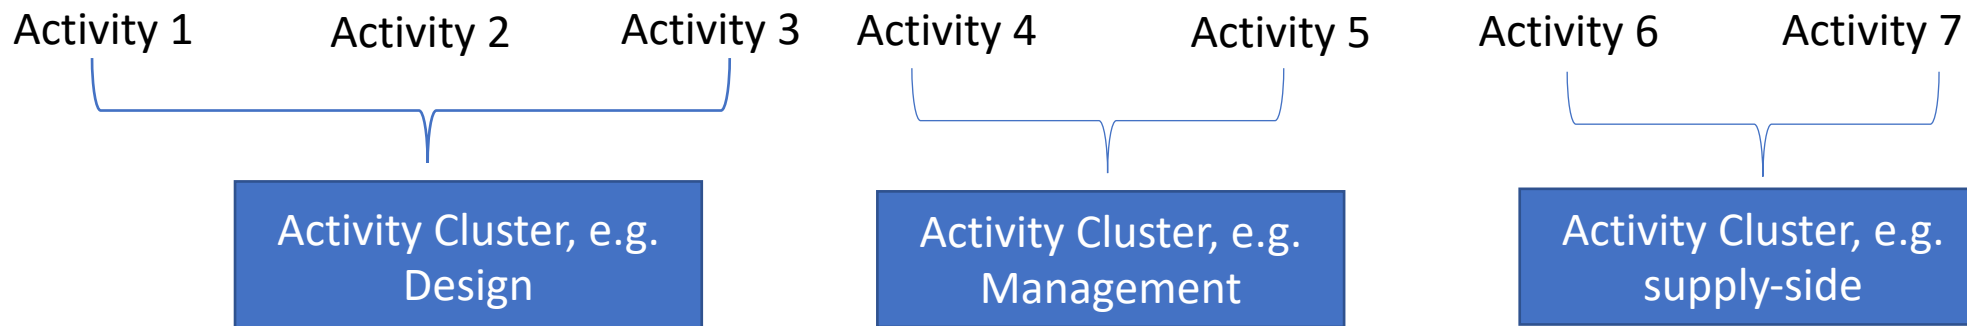 Activity 1 Activity 2 Activity 3 Activity 4 Activity 5 Activity 6 Activity 7
Activity Cluster, e.g.
Design
Activity Cluster, e.g.
Management
Activity Cluster, e.g.
supply-side